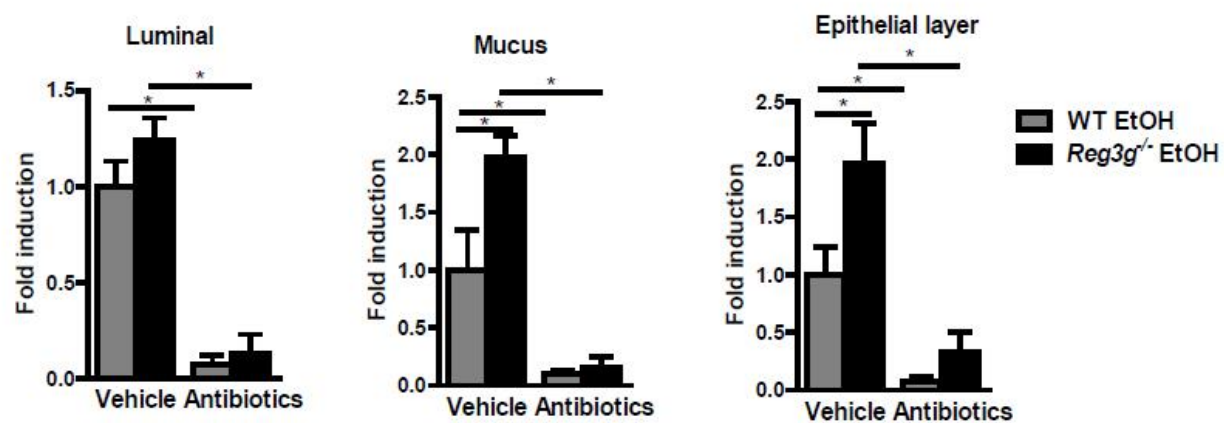 Luminal
*
*
1.5
1.0
0.5
0.0
Fold induction
Vehicle Antibiotics
Mucus
*
*
*
2.5
2.0
1.5
1.0
0.5
0.0
Fold induction
Vehicle Antibiotics
Epithelial layer
*
*
*
2.5
2.0
1.5
1.0
0.5
0.0
Fold induction
Vehicle Antibiotics
WT EtOH
Reg3g-/- EtOH